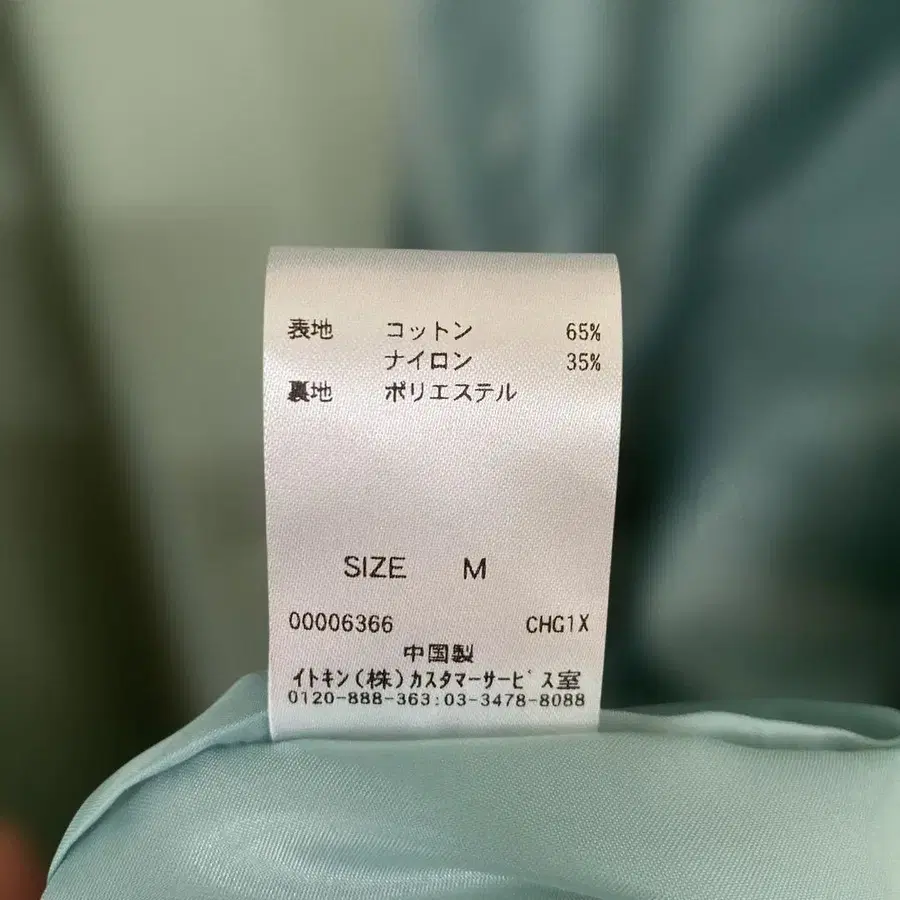 表地 コットン 65%
ナイロン 35%
裏地 ポリエステル
SIZE M
00006366 CHG1X
中国製
イトキン(株)カスタマーサービス室
0120-888-363:03-3478-8088